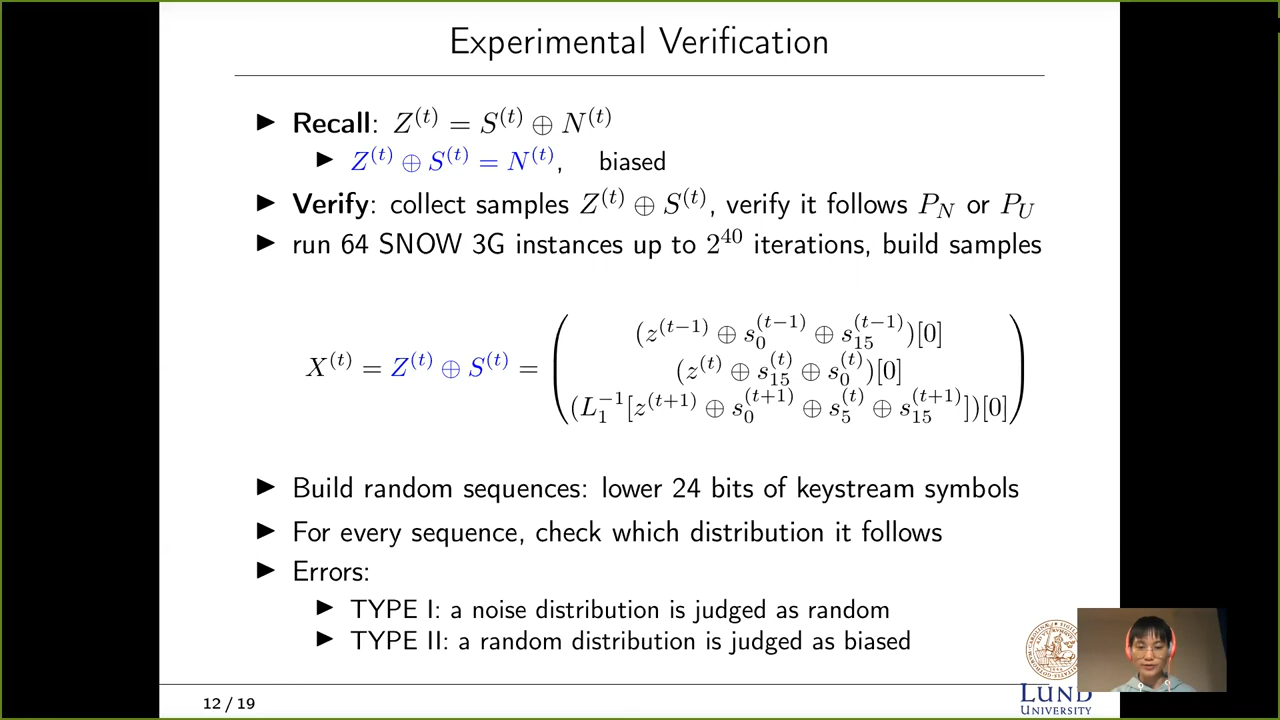 Experimental Verification
▶ Recall: Z^(t) = S^(t) ⊕ N^(t)
▶ Z^(t) ⊕ S^(t) = N^(t), biased
▶ Verify: collect samples Z^(t) ⊕ S^(t), verify it follows P_N or P_U
▶ run 64 SNOW 3G instances up to 2^40 iterations, build samples
(z^(t−1) ⊕ s_0^(t−1) ⊕ s_15^(t−1))[0]
X^(t) = Z^(t) ⊕ S^(t) = (z^(t) ⊕ s_15^(t) ⊕ s_0^(t))[0]
(L_1^−1[z^(t+1) ⊕ s_0^(t+1) ⊕ s_5^(t) ⊕ s_15^(t+1)])[0]
▶ Build random sequences: lower 24 bits of keystream symbols
▶ For every sequence, check which distribution it follows
▶ Errors:
▶ TYPE I: a noise distribution is judged as random
▶ TYPE II: a random distribution is judged as biased
12 / 19
LUND
UNIVERSITY